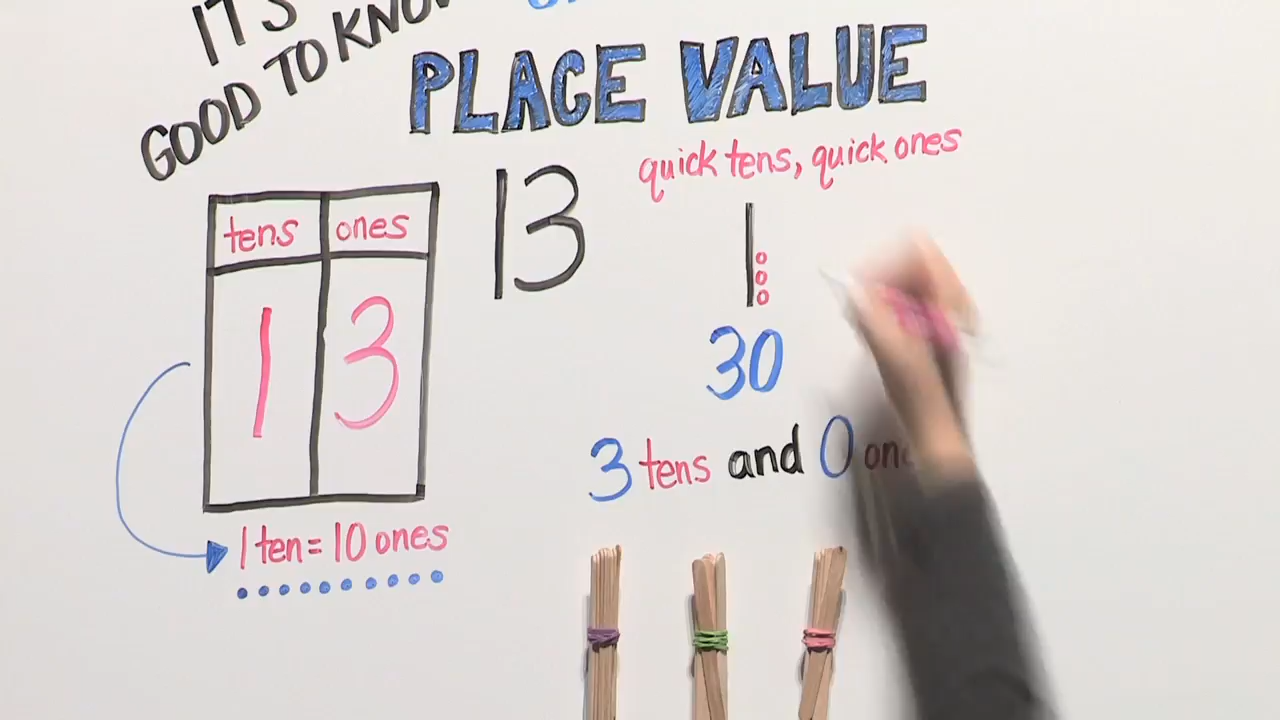 IT'S
GOOD TO KNOW
PLACE VALUE
quick tens, quick ones
tens ones
1 3
13
30
3 tens and 0
1 ten = 10 ones